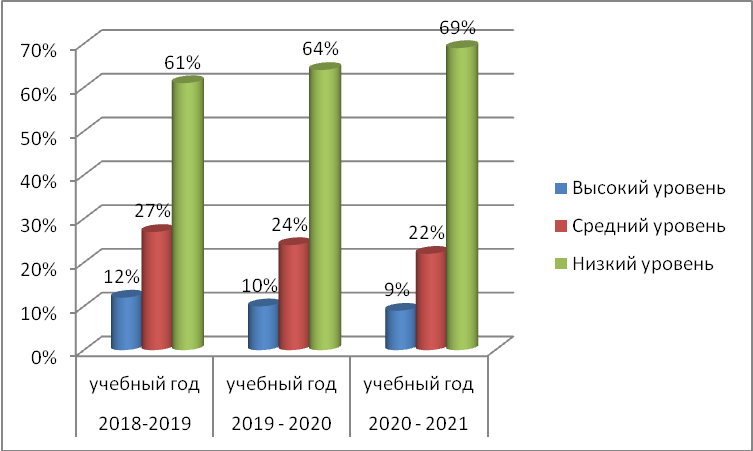 70%
60%
50%
40%
30%
20%
10%
0%
12%
27%
61%
10%
24%
64%
9%
22%
69%
учебный год
учебный год
учебный год
2018-2019
2019 - 2020
2020 - 2021
Высокий уровень
Средний уровень
Низкий уровень